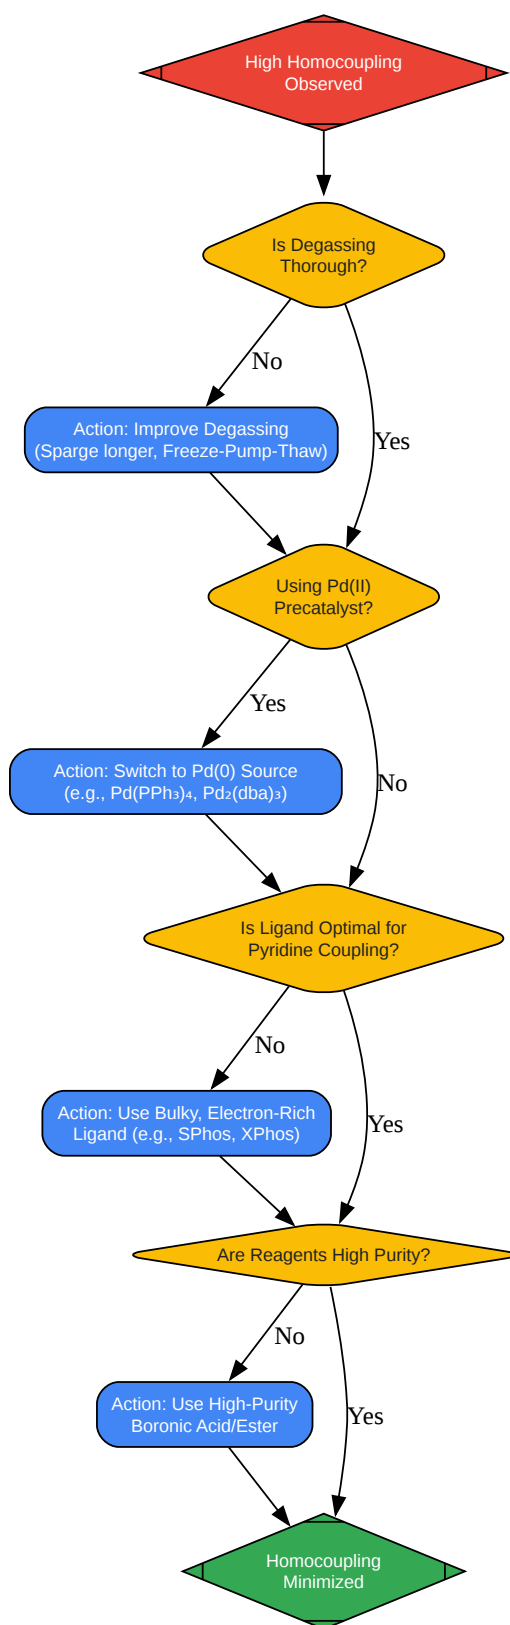 High Homocoupling
Observed
Is Degassing
Thorough?
No
Action: Improve Degassing
(Sparge longer, Freeze-Pump-Thaw)
Yes
Using Pd(II)
Precatalyst?
Yes
Action: Switch to Pd(0) Source
(e.g., Pd(PPh₃)₄, Pd₂(dba)₃)
No
Is Ligand Optimal for
Pyridine Coupling?
No
Action: Use Bulky, Electron-Rich
Ligand (e.g., SPhos, XPhos)
Yes
Are Reagents High Purity?
No
Action: Use High-Purity
Boronic Acid/Ester
Yes
Homocoupling
Minimized